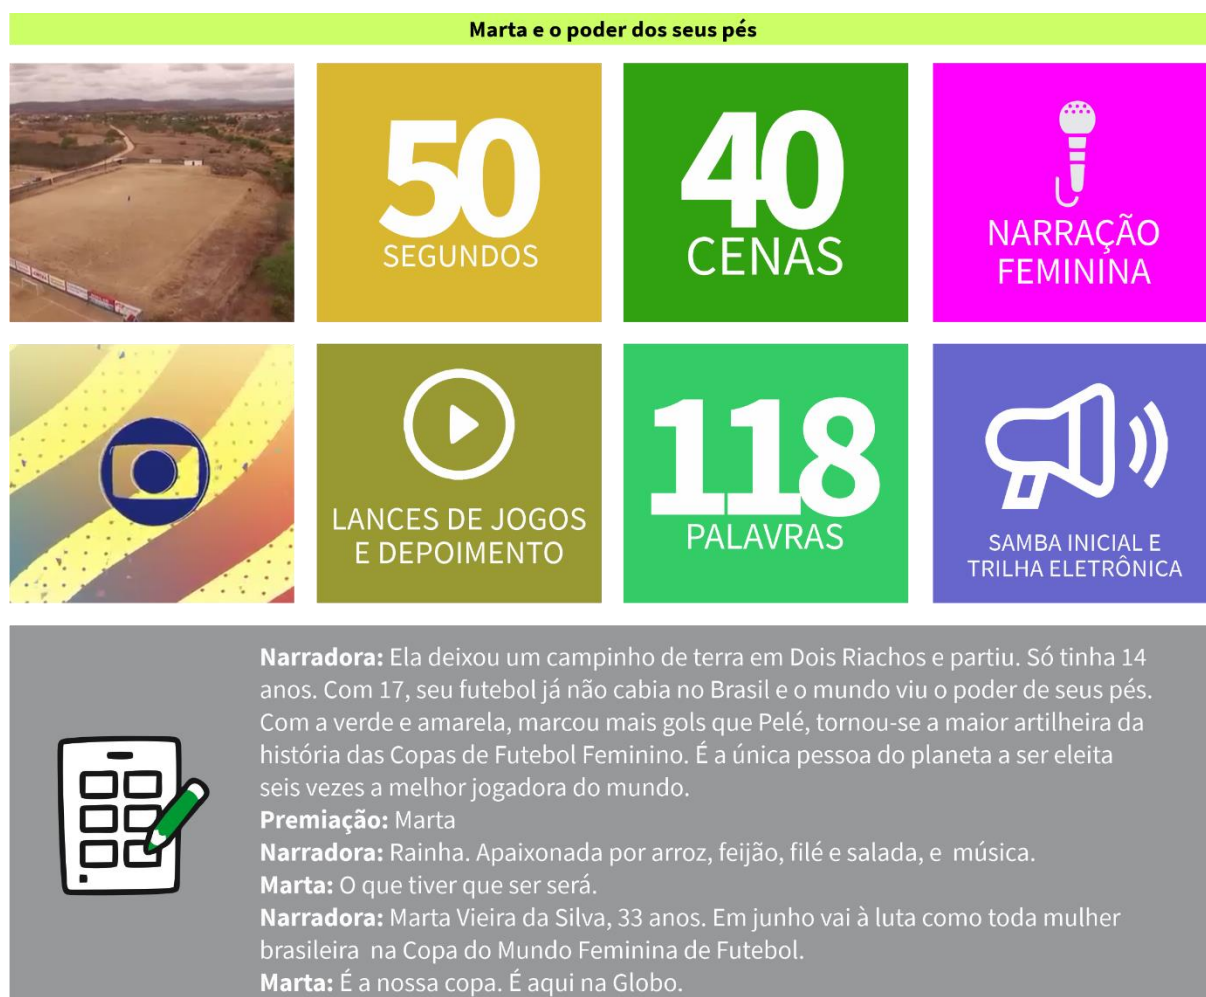 Marta e o poder dos seus pés
50
SEGUNDOS
40
CENAS
NARRAÇÃO
FEMININA
LANCES DE JOGOS
E DEPOIMENTO
118
PALAVRAS
SAMBA INICIAL E
TRILHA ELETRÔNICA
Narradora: Ela deixou um campinho de terra em Dois Riachos e partiu. Só tinha 14
anos. Com 17, seu futebol já não cabia no Brasil e o mundo viu o poder de seus pés.
Com a verde e amarela, marcou mais gols que Pelé, tornou-se a maior artilheira da
história das Copas de Futebol Feminino. É a única pessoa do planeta a ser eleita
seis vezes a melhor jogadora do mundo.
Premiação: Marta
Narradora: Rainha. Apaixonada por arroz, feijão, filé e salada, e música.
Marta: O que tiver que ser será.
Narradora: Marta Vieira da Silva, 33 anos. Em junho vai à luta como toda mulher
brasileira na Copa do Mundo Feminina de Futebol.
Marta: É a nossa copa. É aqui na Globo.